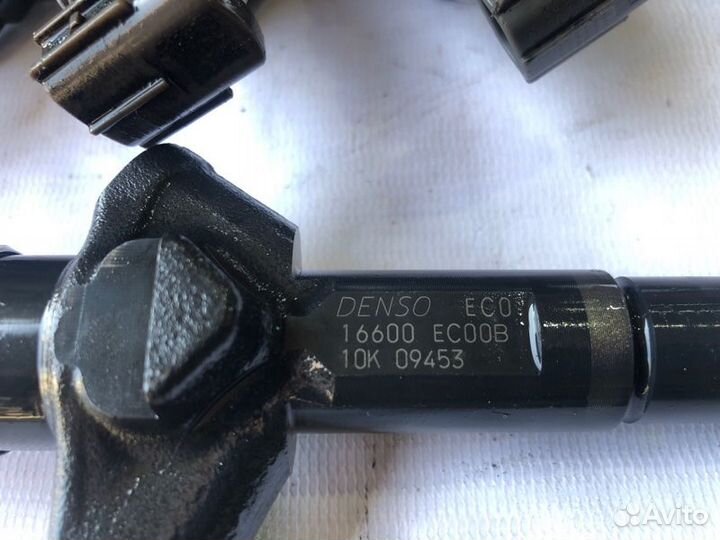 DENSO EC0
16600 EC00B
10K 09453
Avito